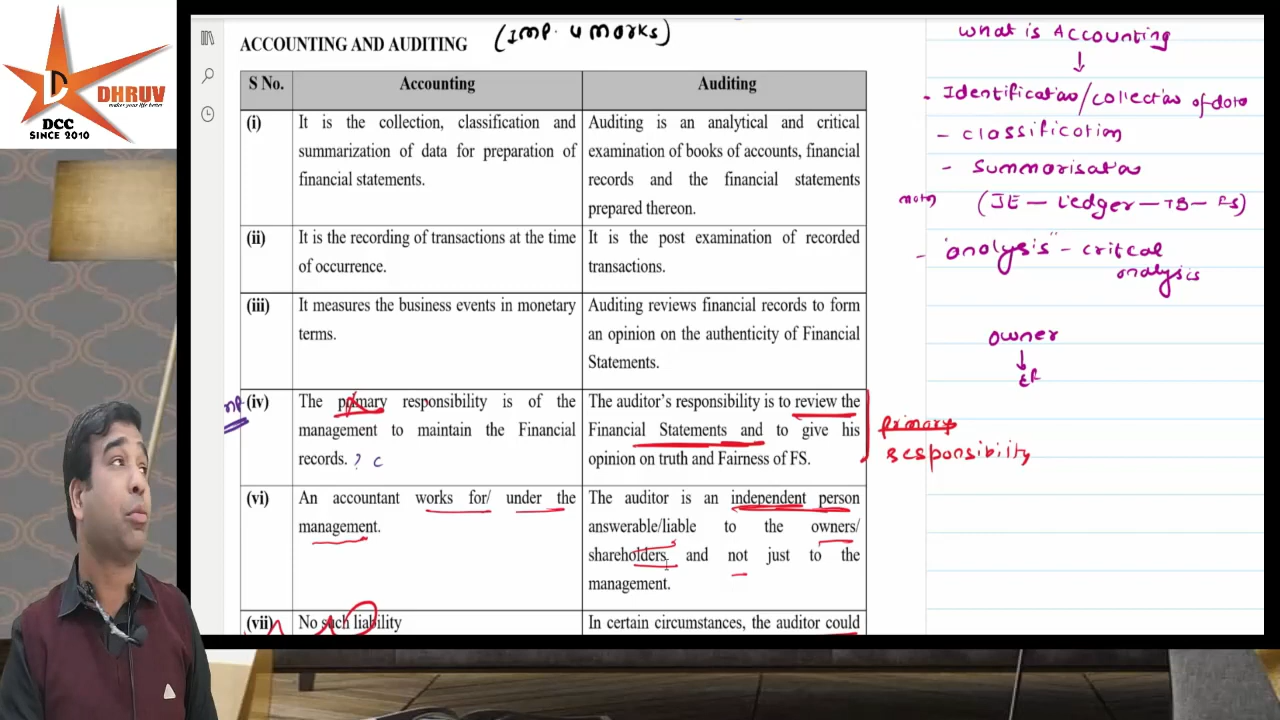 DHRUV
makes your life better
DCC
SINCE 2010
ACCOUNTING AND AUDITING
(Imp. 4 marks)
S No.
Accounting
Auditing
(i)
It is the collection, classification and
summarization of data for preparation of
financial statements.
Auditing is an analytical and critical
examination of books of accounts, financial
records and the financial statements
prepared thereon.
(ii)
It is the recording of transactions at the time
of occurrence.
It is the post examination of recorded
transactions.
(iii)
It measures the business events in monetary
terms.
Auditing reviews financial records to form
an opinion on the authenticity of Financial
Statements.
(iv)
The primary responsibility is of the
management to maintain the Financial
records. ?
The auditor's responsibility is to review the
Financial Statements and to give his
opinion on truth and Fairness of FS.
(vi)
An accountant works for/ under the
management.
The auditor is an independent person
answerable/liable to the owners/
shareholders and not just to the
management.
(vii)
No such liability
In certain circumstances, the auditor could
what is Accounting
- Identification/collection of data
- classification
- Summarisation
(JE - Ledger - TB - FS)
- "analysis" - critcal
analysis
owner
primary
responsibility